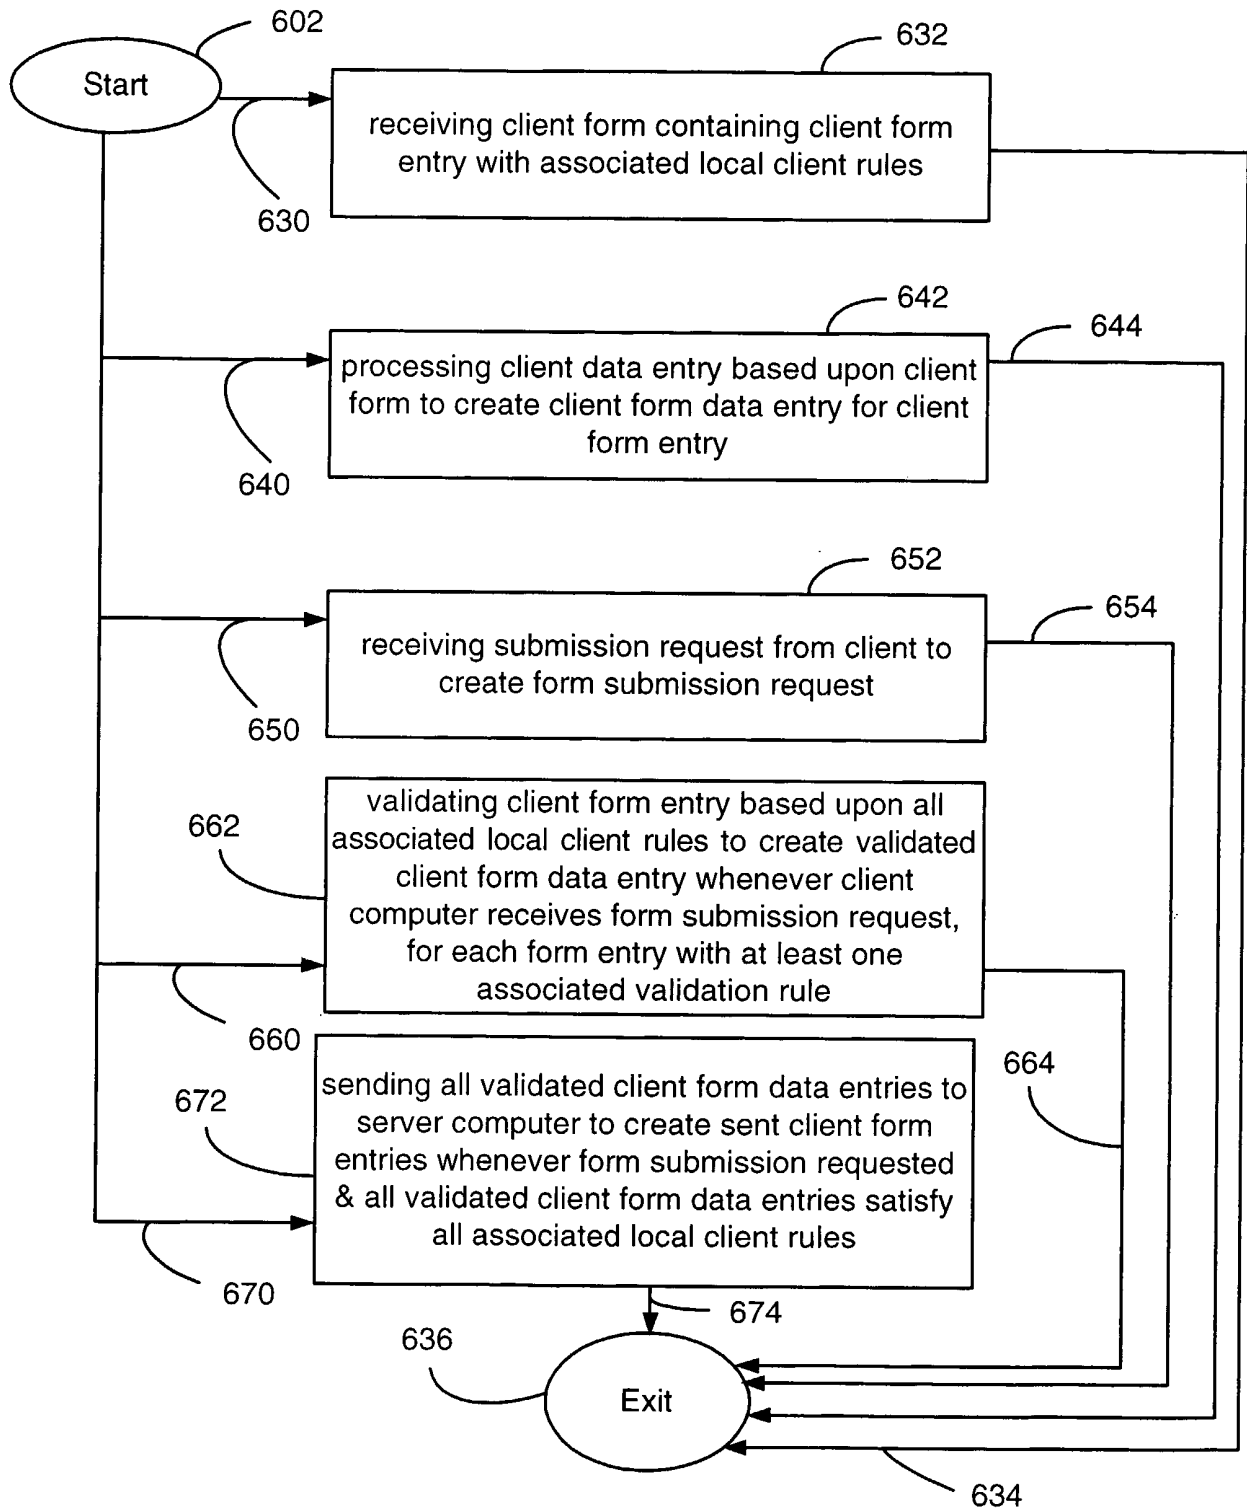 602
632
Start
receiving client form containing client form
entry with associated local client rules
630
642
644
processing client data entry based upon client
form to create client form data entry for client
form entry
640
652
654
receiving submission request from client to
create form submission request
650
validating client form entry based upon all
associated local client rules to create validated
client form data entry whenever client
computer receives form submission request,
for each form entry with at least one
associated validation rule
662
660
664
sending all validated client form data entries to
server computer to create sent client form
entries whenever form submission requested
& all validated client form data entries satisfy
all associated local client rules
672
670
674
636
Exit
634